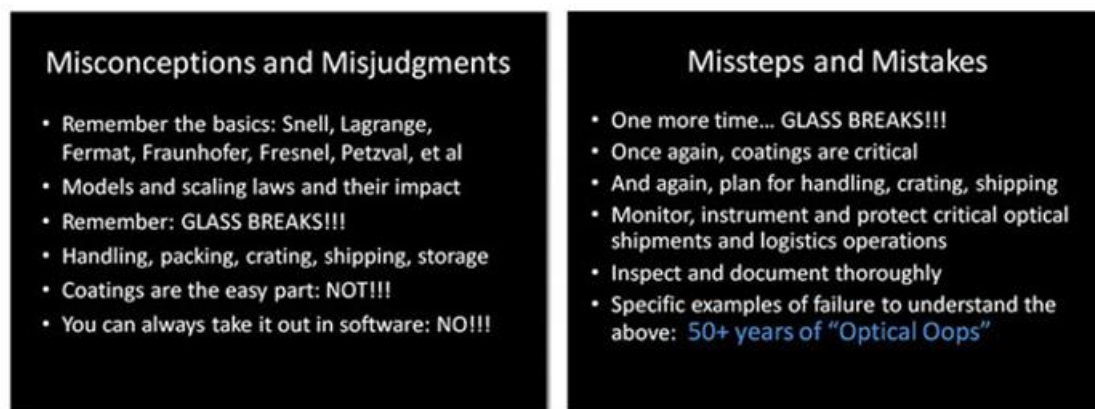 Misconceptions and Misjudgments
• Remember the basics: Snell, Lagrange,
Fermat, Fraunhofer, Fresnel, Petzval, et al
• Models and scaling laws and their impact
• Remember: GLASS BREAKS!!!
• Handling, packing, crating, shipping, storage
• Coatings are the easy part: NOT!!!
• You can always take it out in software: NO!!!
Missteps and Mistakes
• One more time... GLASS BREAKS!!!
• Once again, coatings are critical
• And again, plan for handling, crating, shipping
• Monitor, instrument and protect critical optical
shipments and logistics operations
• Inspect and document thoroughly
• Specific examples of failure to understand the
above: 50+ years of “Optical Oops”